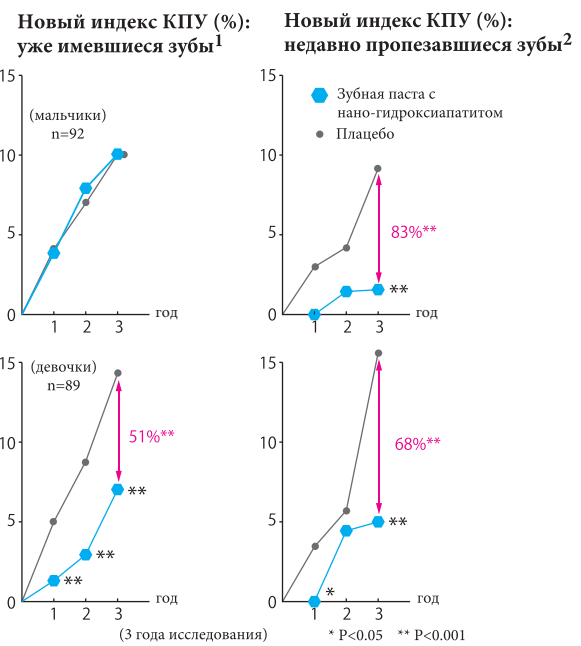 Новый индекс КПУ (%):
уже имевшиеся зубы1
Новый индекс КПУ (%):
недавно пропезавшиеся зубы2
15
10
5
0
(мальчики)
n=92
1 2 3 год
15
10
5
0
Зубная паста с
нано-гидроксиапатитом
Плацебо
83%**
**
1 2 3 год
15
10
5
0
(девочки)
n=89
51%**
**
**
**
1 2 3 год
15
10
5
0
68%**
**
*
1 2 3 год
(3 года исследования)
* P<0.05 ** P<0.001